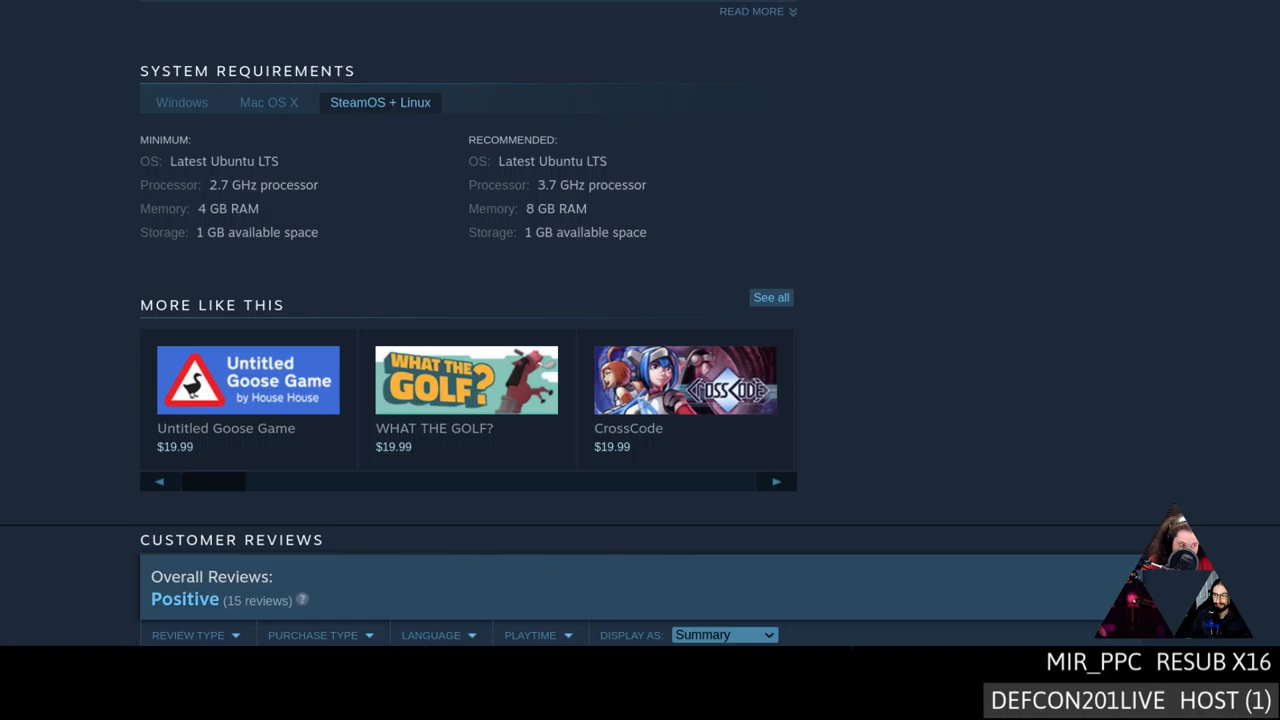 READ MORE
SYSTEM REQUIREMENTS
Windows Mac OS X SteamOS + Linux
MINIMUM:
OS: Latest Ubuntu LTS
Processor: 2.7 GHz processor
Memory: 4 GB RAM
Storage: 1 GB available space
RECOMMENDED:
OS: Latest Ubuntu LTS
Processor: 3.7 GHz processor
Memory: 8 GB RAM
Storage: 1 GB available space
MORE LIKE THIS
See all
Untitled
Goose Game
by House House
Untitled Goose Game
$19.99
WHAT THE
GOLF?
WHAT THE GOLF?
$19.99
CROSSCODE
CrossCode
$19.99
CUSTOMER REVIEWS
Overall Reviews:
Positive (15 reviews) ?
REVIEW TYPE PURCHASE TYPE LANGUAGE PLAYTIME DISPLAY AS: Summary
MIR_PPC RESUB X16
DEFCON201LIVE HOST (1)